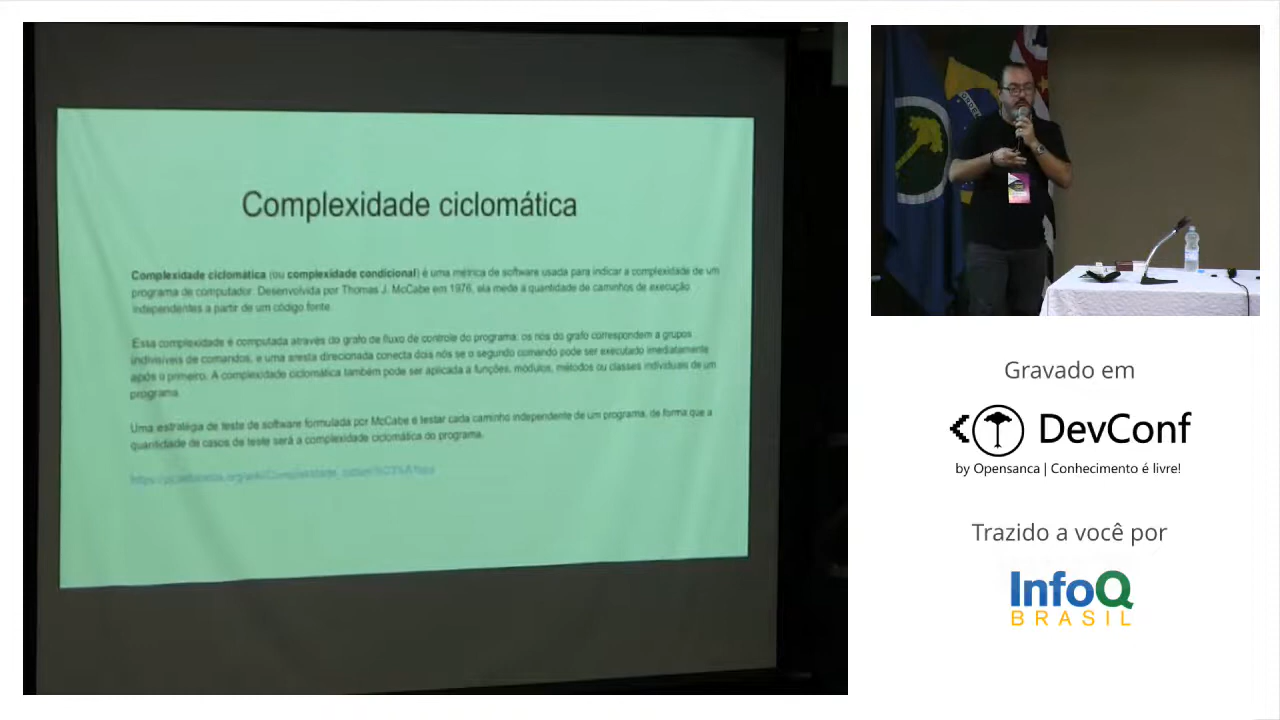 Complexidade ciclomática
Complexidade ciclomática (ou complexidade condicional) é uma métrica de software usada para indicar a complexidade de um
programa de computador. Desenvolvida por Thomas J. McCabe em 1976, ela mede a quantidade de caminhos de execução
independentes a partir de um código fonte.
Essa complexidade é computada através do grafo de fluxo de controle do programa: os nós do grafo correspondem a grupos
indivisíveis de comandos, e uma aresta direcionada conecta dois nós se o segundo comando pode ser executado imediatamente
após o primeiro. A complexidade ciclomática também pode ser aplicada a funções, módulos, métodos ou classes individuais de um
programa.
Uma estratégia de teste de software formulada por McCabe é testar cada caminho independente de um programa, de forma que a
quantidade de casos de teste será a complexidade ciclomática do programa.
ORDEM
Gravado em
DevConf
by Opensanca | Conhecimento é livre!
Trazido a você por
InfoQ
BRASIL